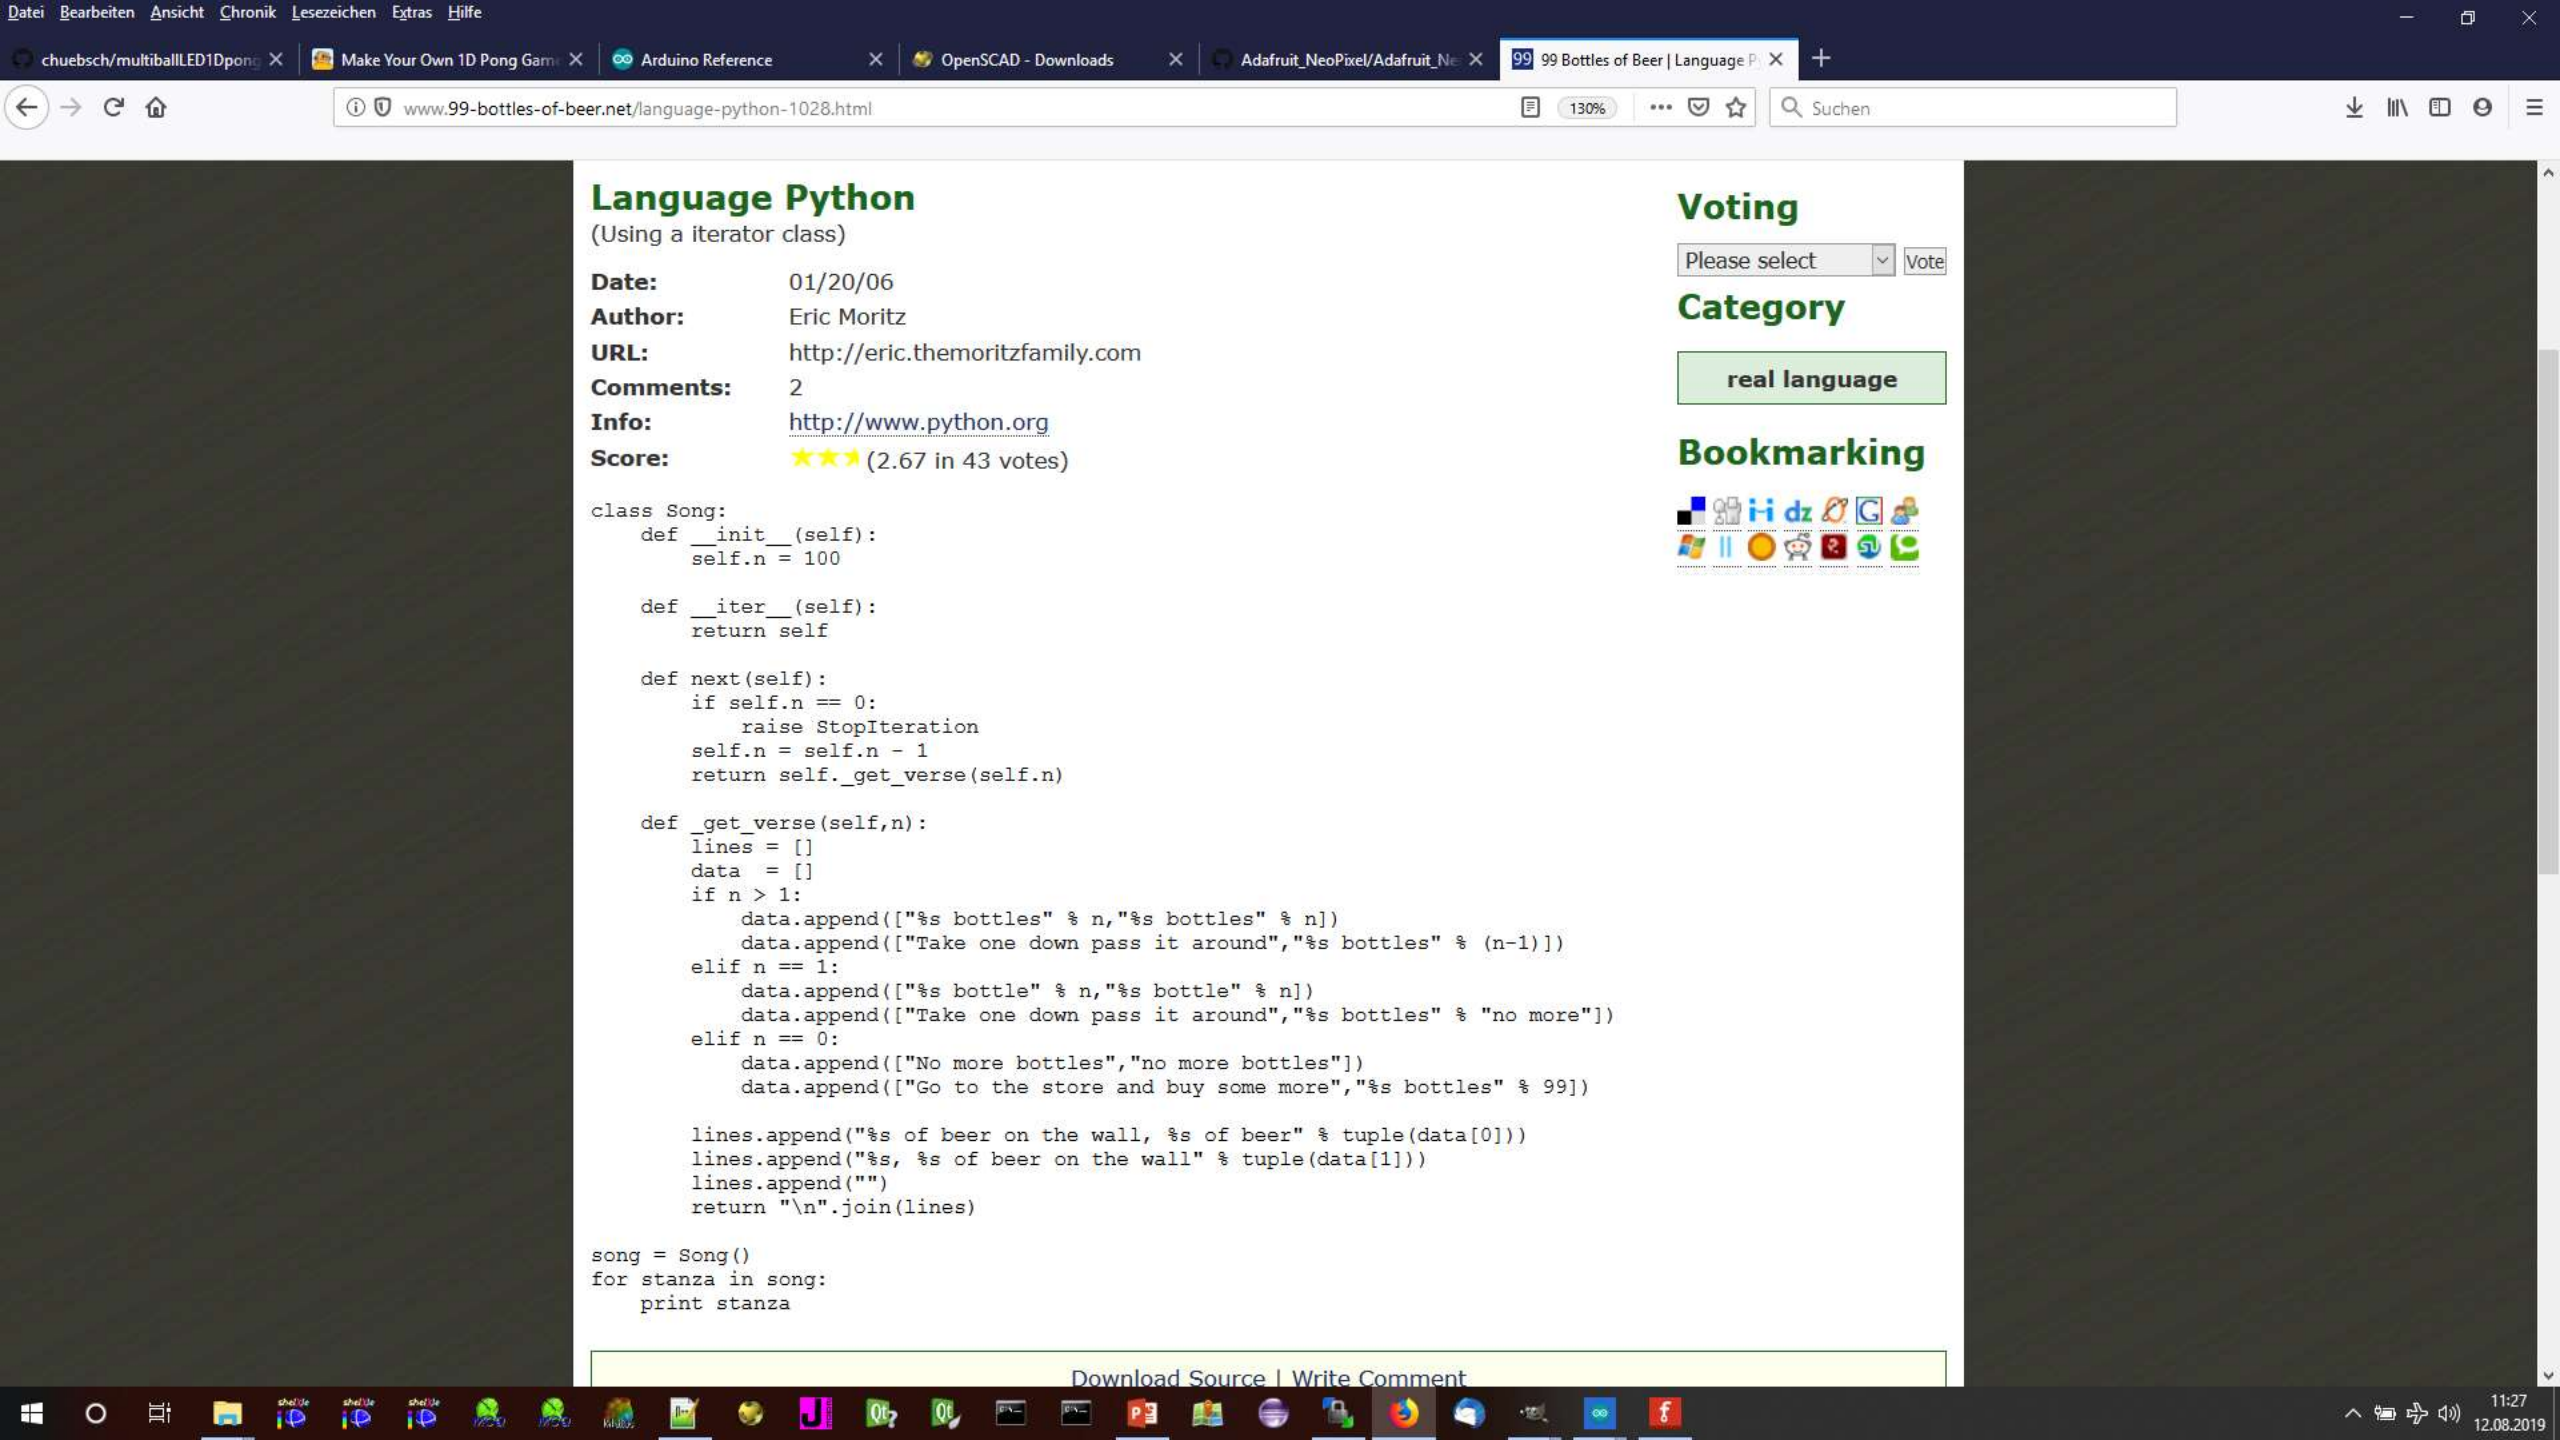 Datei Bearbeiten Ansicht Chronik Lesezeichen Extras Hilfe
chuebsch/multiballLED1Dpong Make Your Own 1D Pong Game Arduino Reference OpenSCAD - Downloads Adafruit_NeoPixel/Adafruit_Ne 99 99 Bottles of Beer | Language P
www.99-bottles-of-beer.net/language-python-1028.html 130% Suchen
Language Python
(Using a iterator class)
Date: 01/20/06
Author: Eric Moritz
URL: http://eric.themoritzfamily.com
Comments: 2
Info: http://www.python.org
Score: (2.67 in 43 votes)
class Song:
    def __init__(self):
        self.n = 100

    def __iter__(self):
        return self

    def next(self):
        if self.n == 0:
            raise StopIteration
        self.n = self.n - 1
        return self._get_verse(self.n)

    def _get_verse(self,n):
        lines = []
        data  = []
        if n > 1:
            data.append(["%s bottles" % n,"%s bottles" % n])
            data.append(["Take one down pass it around","%s bottles" % (n-1)])
        elif n == 1:
            data.append(["%s bottle" % n,"%s bottle" % n])
            data.append(["Take one down pass it around","%s bottles" % "no more"])
        elif n == 0:
            data.append(["No more bottles","no more bottles"])
            data.append(["Go to the store and buy some more","%s bottles" % 99])

        lines.append("%s of beer on the wall, %s of beer" % tuple(data[0]))
        lines.append("%s, %s of beer on the wall" % tuple(data[1]))
        lines.append("")
        return "\n".join(lines)

song = Song()
for stanza in song:
    print stanza
Download Source | Write Comment
Voting
Please select Vote
Category
real language
Bookmarking
dz G
11:27
12.08.2019